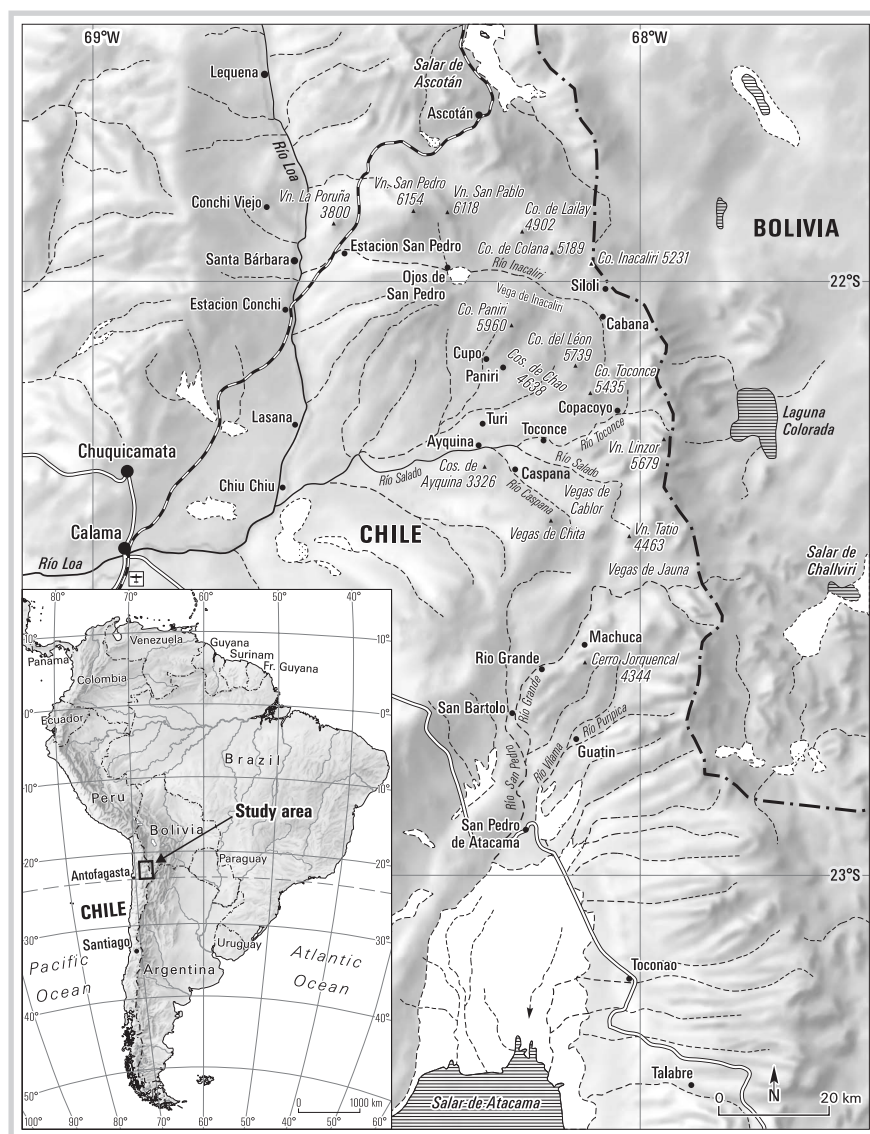 69°W
68°W
Lequena
Salar de
Ascotán
Ascotán
Río Loa
Conchi Viejo
Vn. La Poruña
3800
Vn. San Pedro
6154
Vn. San Pablo
6118
Co. de Lailay
4902
BOLIVIA
Santa Bárbara
Estacion San Pedro
Co. de Colana
5189
Co. Inacaliri 5231
Río Inacaliri
Ojos de
San Pedro
Siloli
22°S
Estacion Conchi
Vega de Inacaliri
Cabana
Co. Paniri
5960
Co. del Léon
5739
Cupo
Paniri
Cos. de Chao
4638
Co. Toconce
5435
Copacoyo
Laguna
Colorada
Lasana
Turi
Toconce
Río Toconce
Chuquicamata
Ayquina
Vn. Linzor
5679
Río Salado
Río Salado
Cos. de
Ayquina 3326
Caspana
Chiu Chiu
Río Caspana
Vegas de
Cablor
CHILE
Vegas de Chita
Vn. Tatio
4463
Calama
Río Loa
Vegas de Jauna
Salar de
Challviri
Machuca
Rio Grande
Cerro Jorquencal
4344
San Bartolo
Río Grande
Río Puripica
Río Vilama
Guatin
Río San Pedro
San Pedro
de Atacama
23°S
Toconao
Talabre
Salar de Atacama
N
0 20 km
80° 70° 60° 50° 40°
10°
10°
Panama
Venezuela
Guyana
Surinam
Fr. Guyana
Colombia
0°
0°
Ecuador
Brazil
10°
10°
Peru
Study area
Bolivia
20°
20°
Paraguay
Antofagasta
CHILE
30°
30°
Santiago
Uruguay
Pacific
Ocean
Atlantic
Ocean
Argentina
40°
40°
50°
50°
0 1000 km
100° 90° 80° 70° 60° 50° 40° 30° 60°